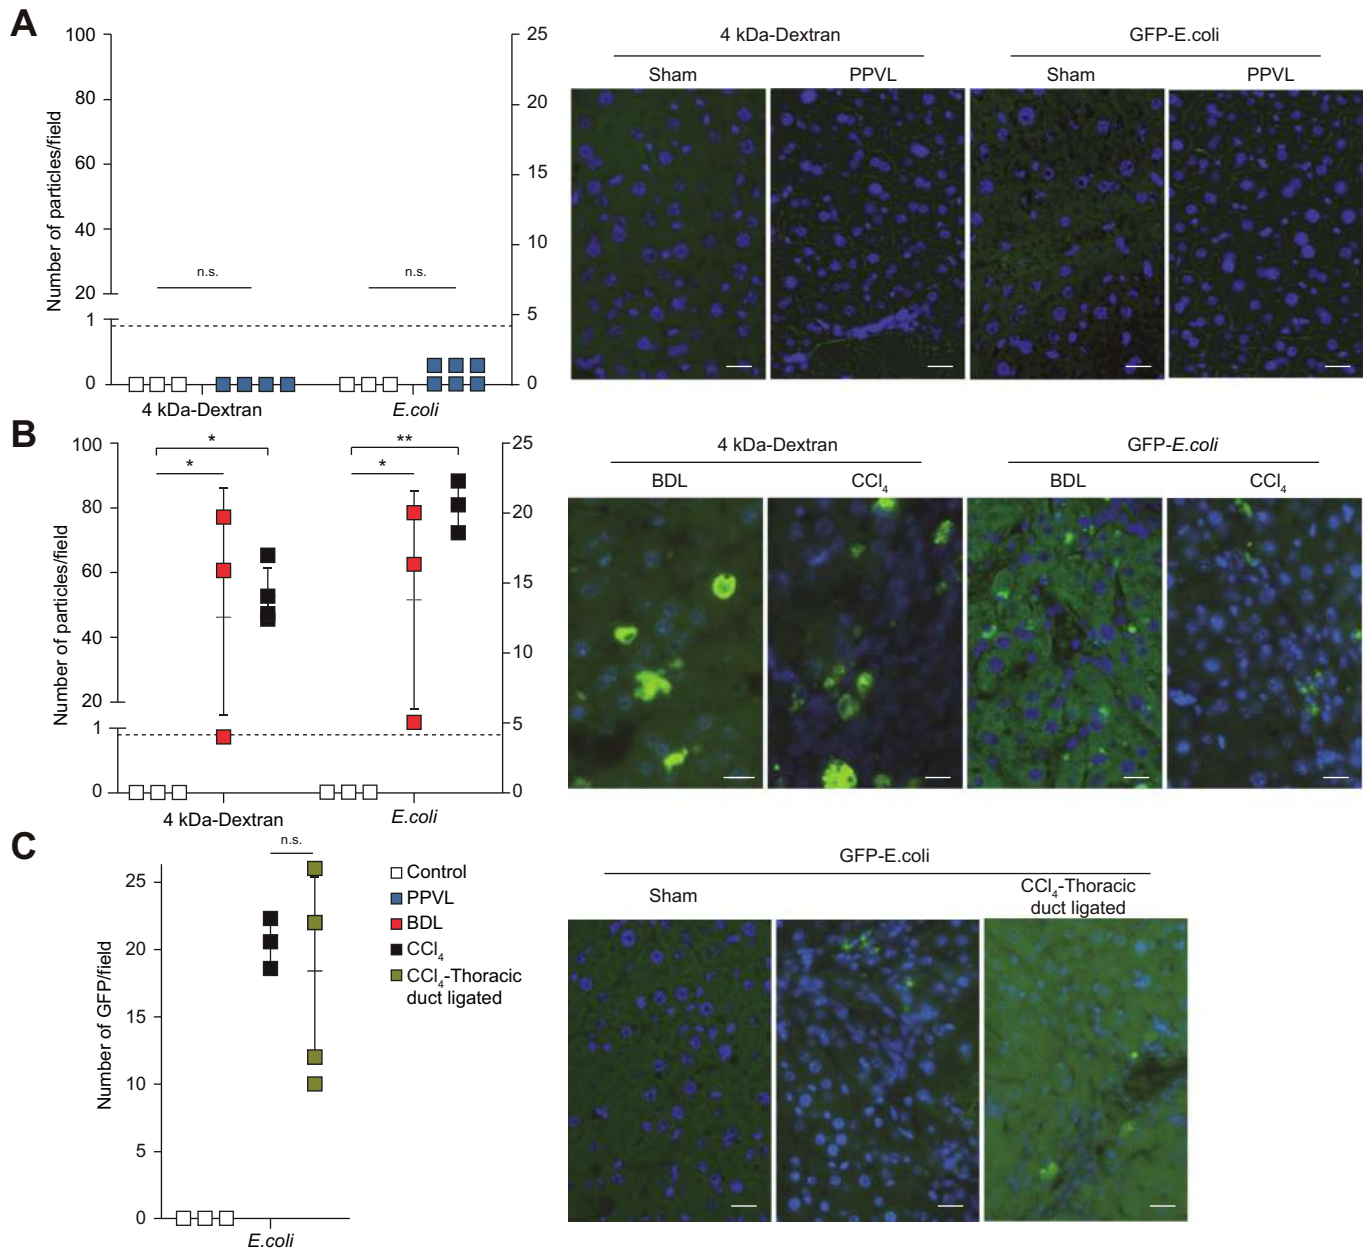 A
100
80
60
40
20
1
0
Number of particles/field
n.s.
n.s.
25
20
15
10
5
0
4 kDa-Dextran
E.coli
4 kDa-Dextran
GFP-E.coli
Sham
PPVL
Sham
PPVL
B
100
80
60
40
20
1
0
Number of particles/field
*
*
**
*
25
20
15
10
5
0
4 kDa-Dextran
E.coli
4 kDa-Dextran
GFP-E.coli
BDL
CCl4
BDL
CCl4
C
25
20
15
10
5
0
Number of GFP/field
n.s.
E.coli
Control
PPVL
BDL
CCl4
CCl4-Thoracic
duct ligated
GFP-E.coli
Sham
CCl4-Thoracic
duct ligated